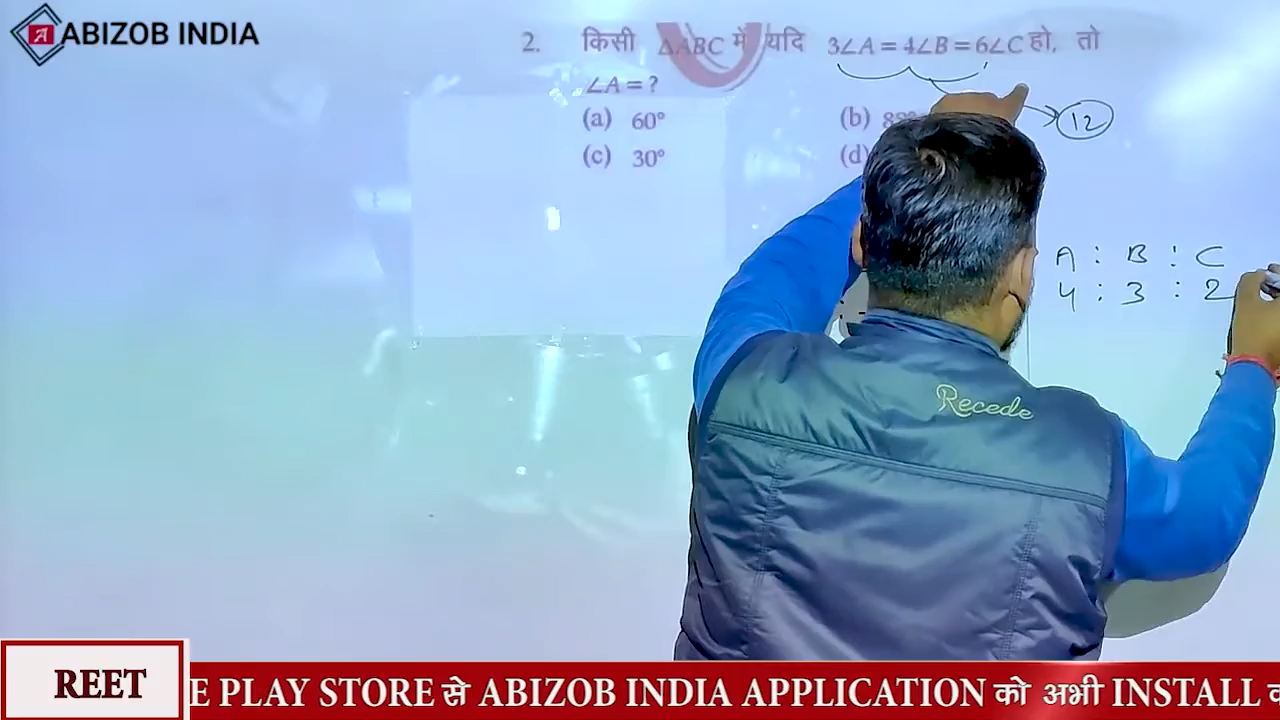 ABIZOB INDIA
2. किसी ΔABC में यदि 3∠A = 4∠B = 6∠C हो, तो
∠A = ?
(a) 60° (b)
(c) 30° (d)
12
A : B : C
4 : 3 : 2
Recede
REET
E PLAY STORE से ABIZOB INDIA APPLICATION को अभी INSTALL